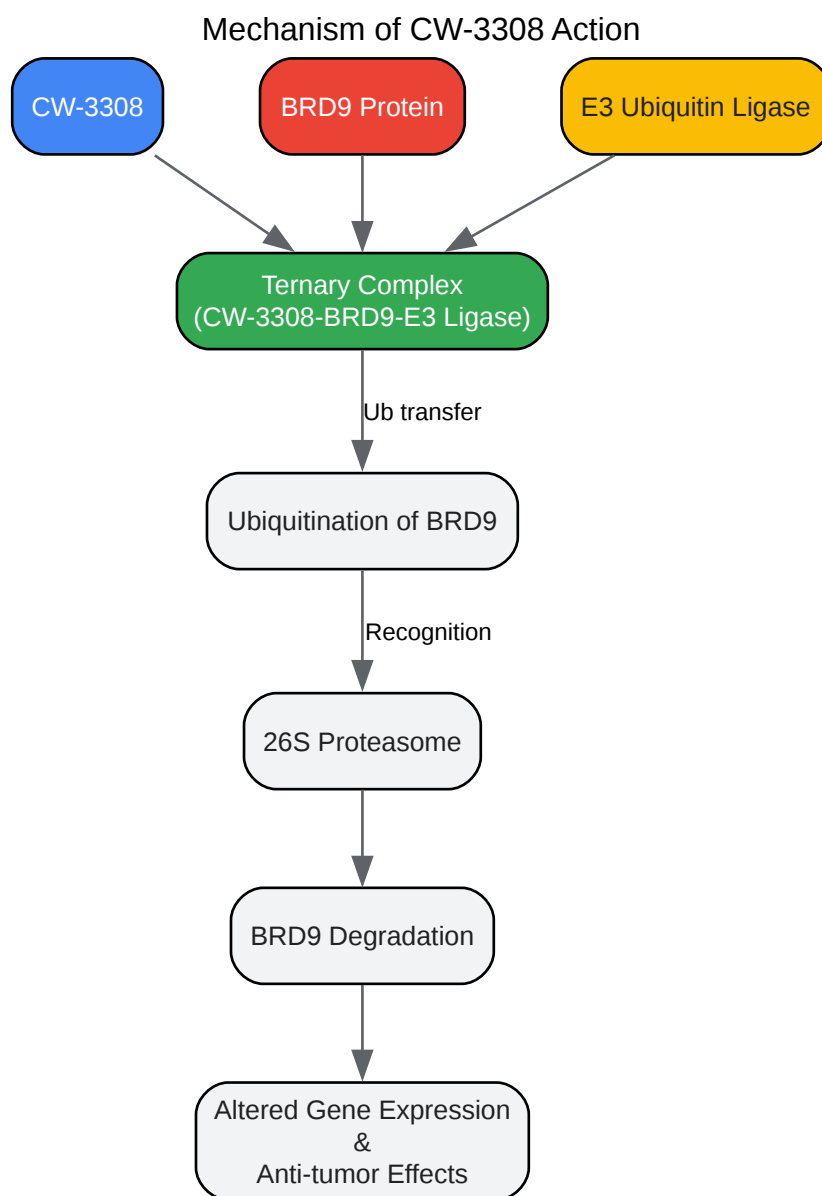 Mechanism of CW-3308 Action
CW-3308
BRD9 Protein
E3 Ubiquitin Ligase
Ternary Complex
(CW-3308-BRD9-E3 Ligase)
Ub transfer
Ubiquitination of BRD9
Recognition
26S Proteasome
BRD9 Degradation
Altered Gene Expression
&
Anti-tumor Effects